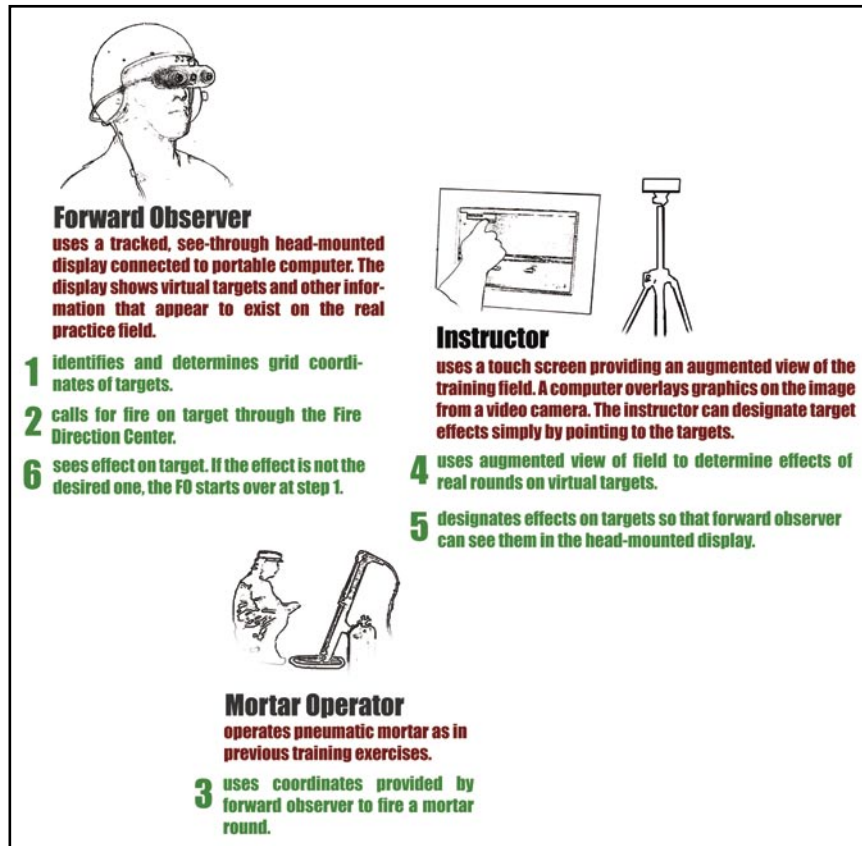 Forward Observer
uses a tracked, see-through head-mounted
display connected to portable computer. The
display shows virtual targets and other infor-
mation that appear to exist on the real
practice field.
1 identifies and determines grid coordi-
nates of targets.
2 calls for fire on target through the Fire
Direction Center.
6 sees effect on target. If the effect is not the
desired one, the FO starts over at step 1.
Instructor
uses a touch screen providing an augmented view of the
training field. A computer overlays graphics on the image
from a video camera. The instructor can designate target
effects simply by pointing to the targets.
4 uses augmented view of field to determine effects of
real rounds on virtual targets.
5 designates effects on targets so that forward observer
can see them in the head-mounted display.
Mortar Operator
operates pneumatic mortar as in
previous training exercises.
3 uses coordinates provided by
forward observer to fire a mortar
round.